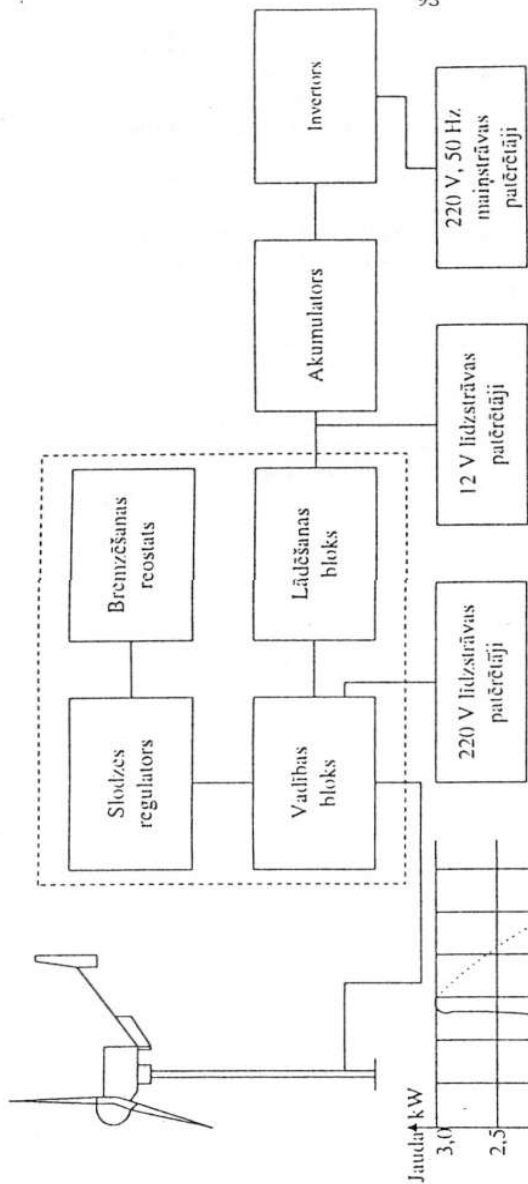 93
Slodzes
regulators
Bremzēšanas
reostats
Vadības
bloks
Lādēšanas
bloks
Akumulators
Invertors
220 V līdzstrāvas
patērētāji
12 V līdzstrāvas
patērētāji
220 V, 50 Hz
maiņstrāvas
patērētāji
Jauda kW
3,0
2,5